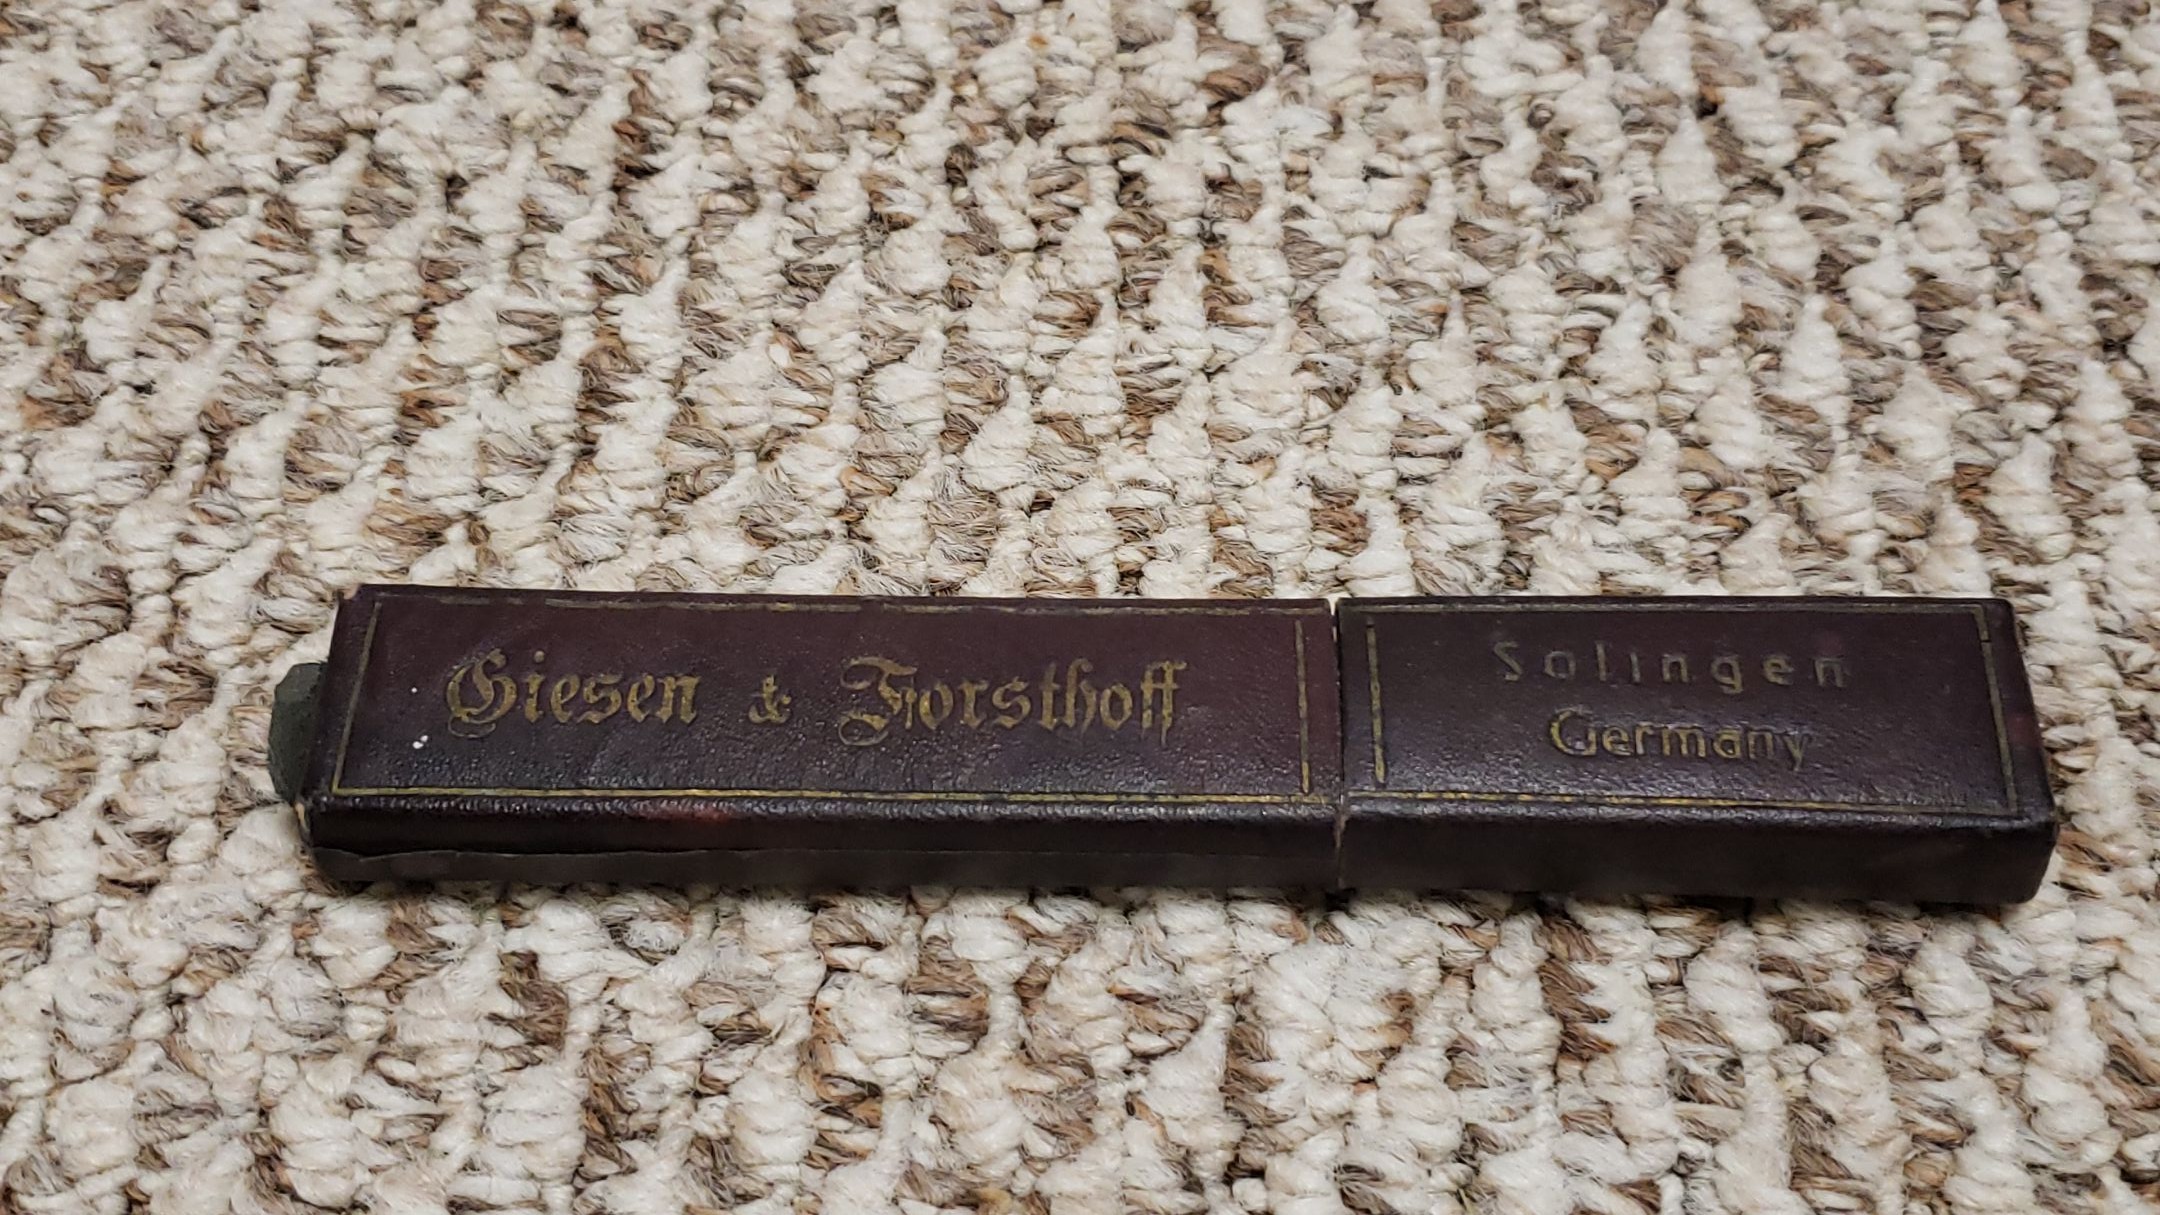 Giesen & Forsthoff
Solingen
Germany